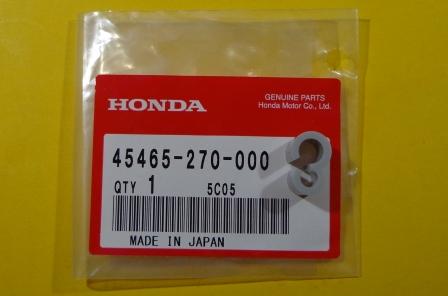 HONDA
GENUINE PARTS
Honda Motor Co., Ltd.
45465-270-000
QTY 1 5C05
MADE IN JAPAN